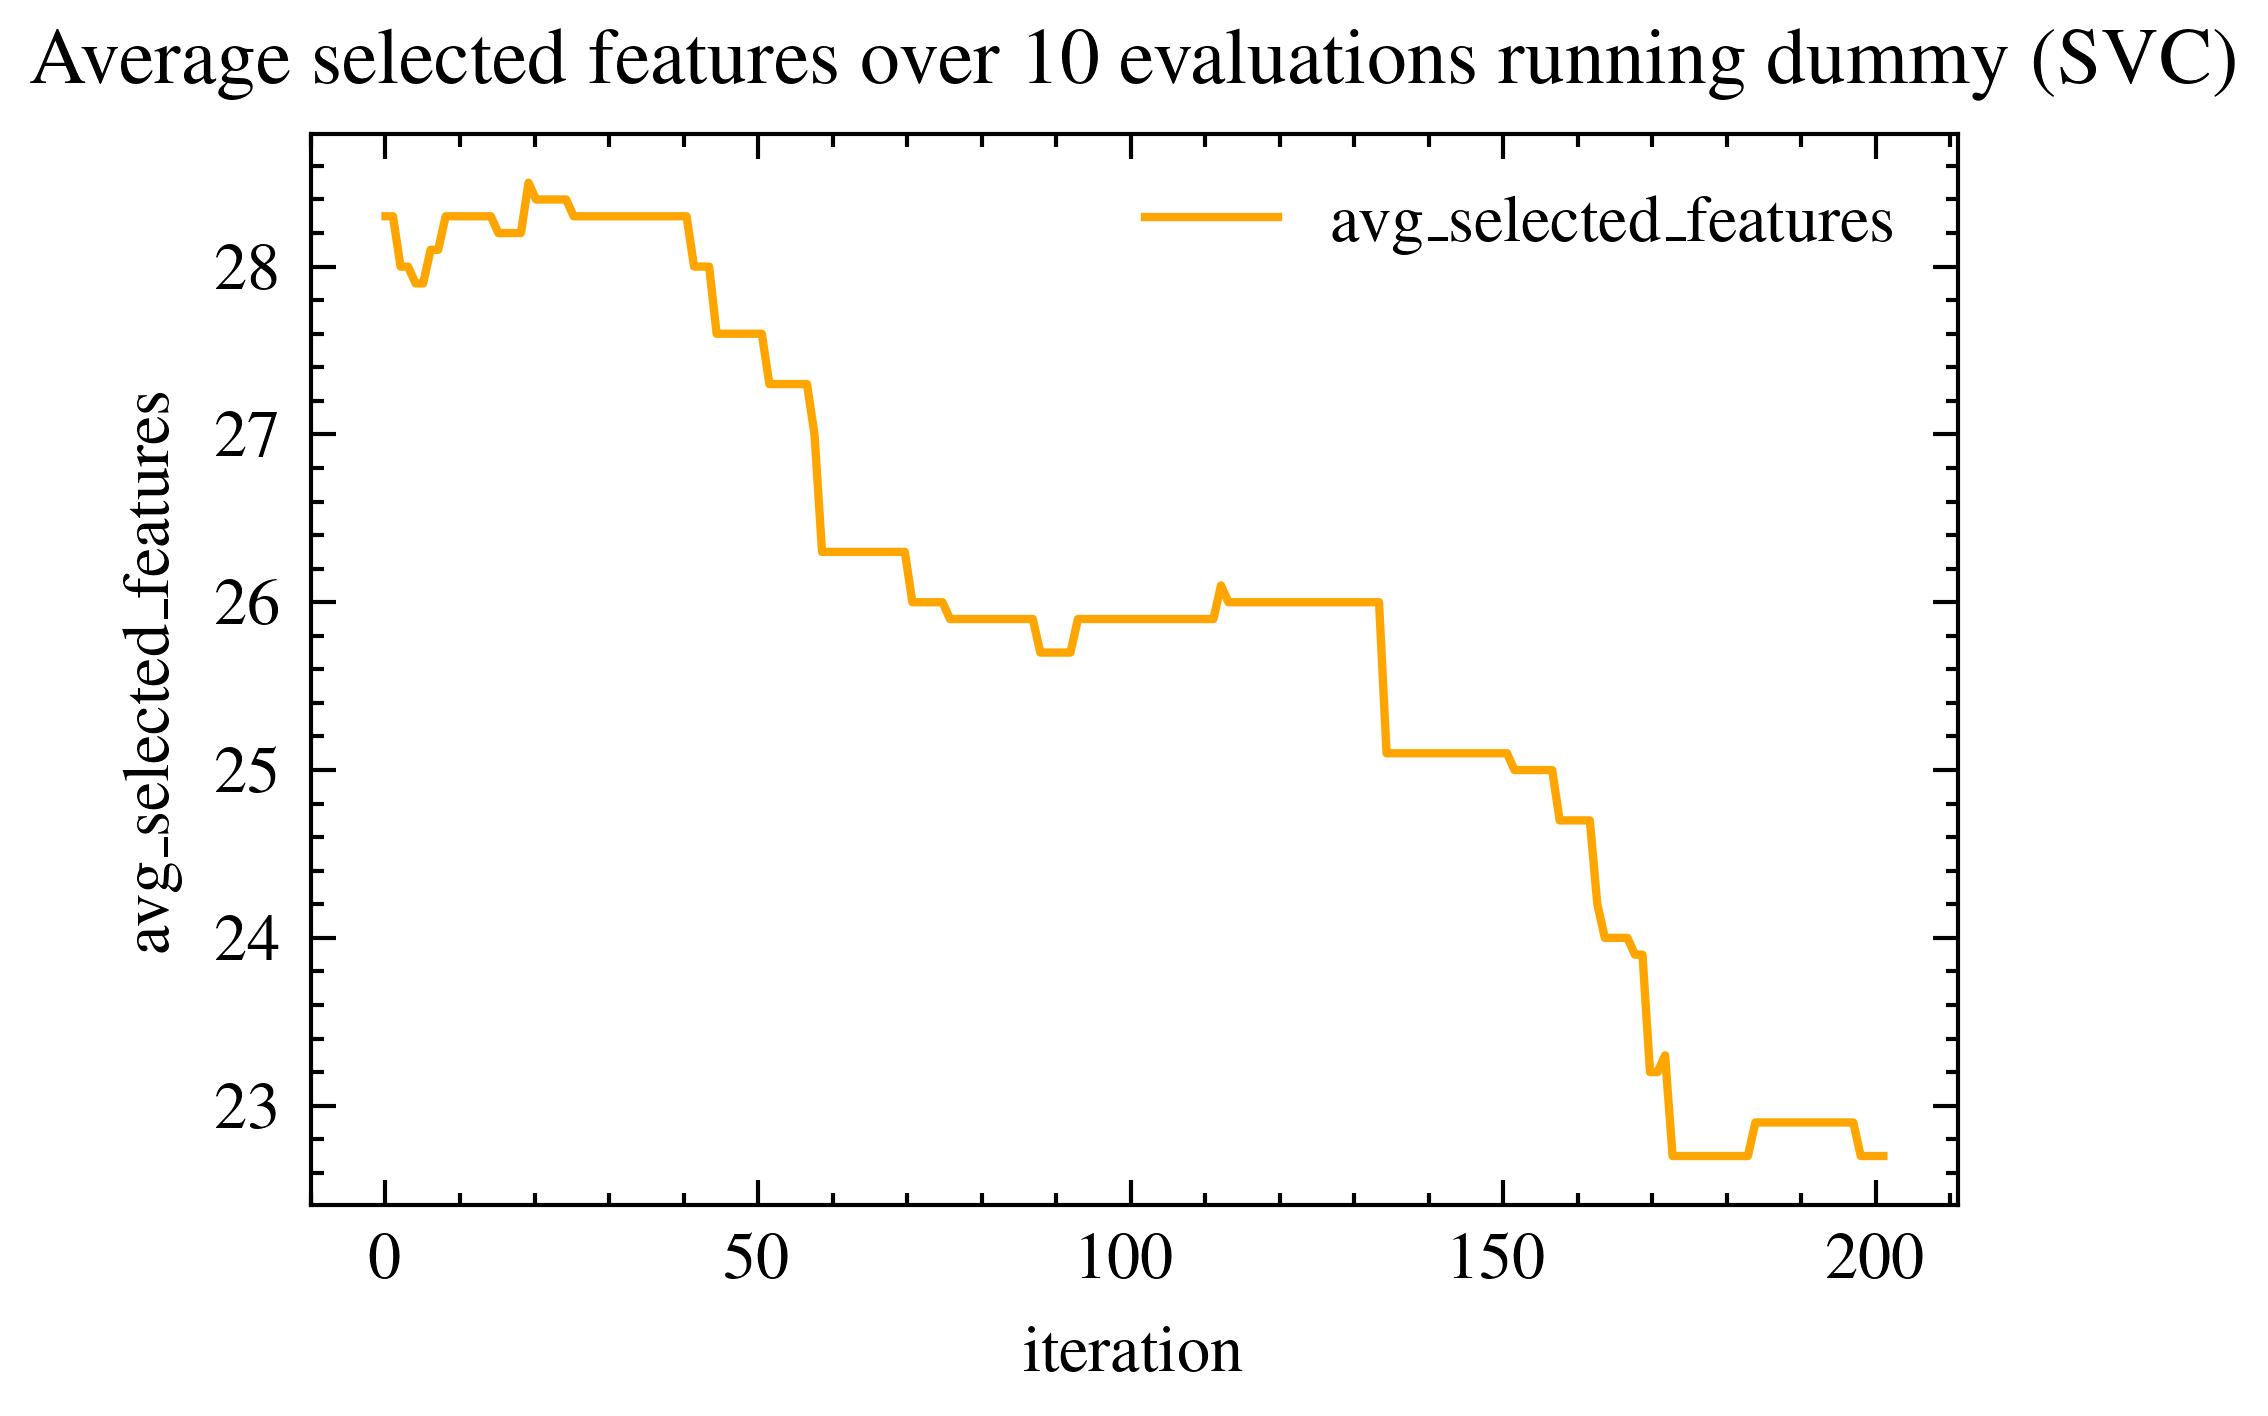 Average selected features over 10 evaluations running dummy (SVC)
avg_selected_features
avg_selected_features
28
27
26
25
24
23
0 50 100 150 200
iteration